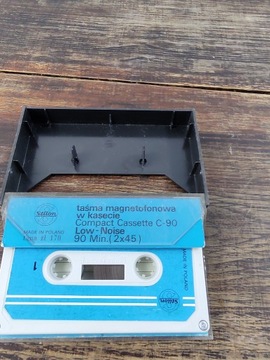 Stilon
MADE IN POLAND
taśma magnetofonowa
w kasecie
Compact Cassette C-90
Low-Noise
90 Min.(2x45)
1
MADE IN POLAND
Stilon